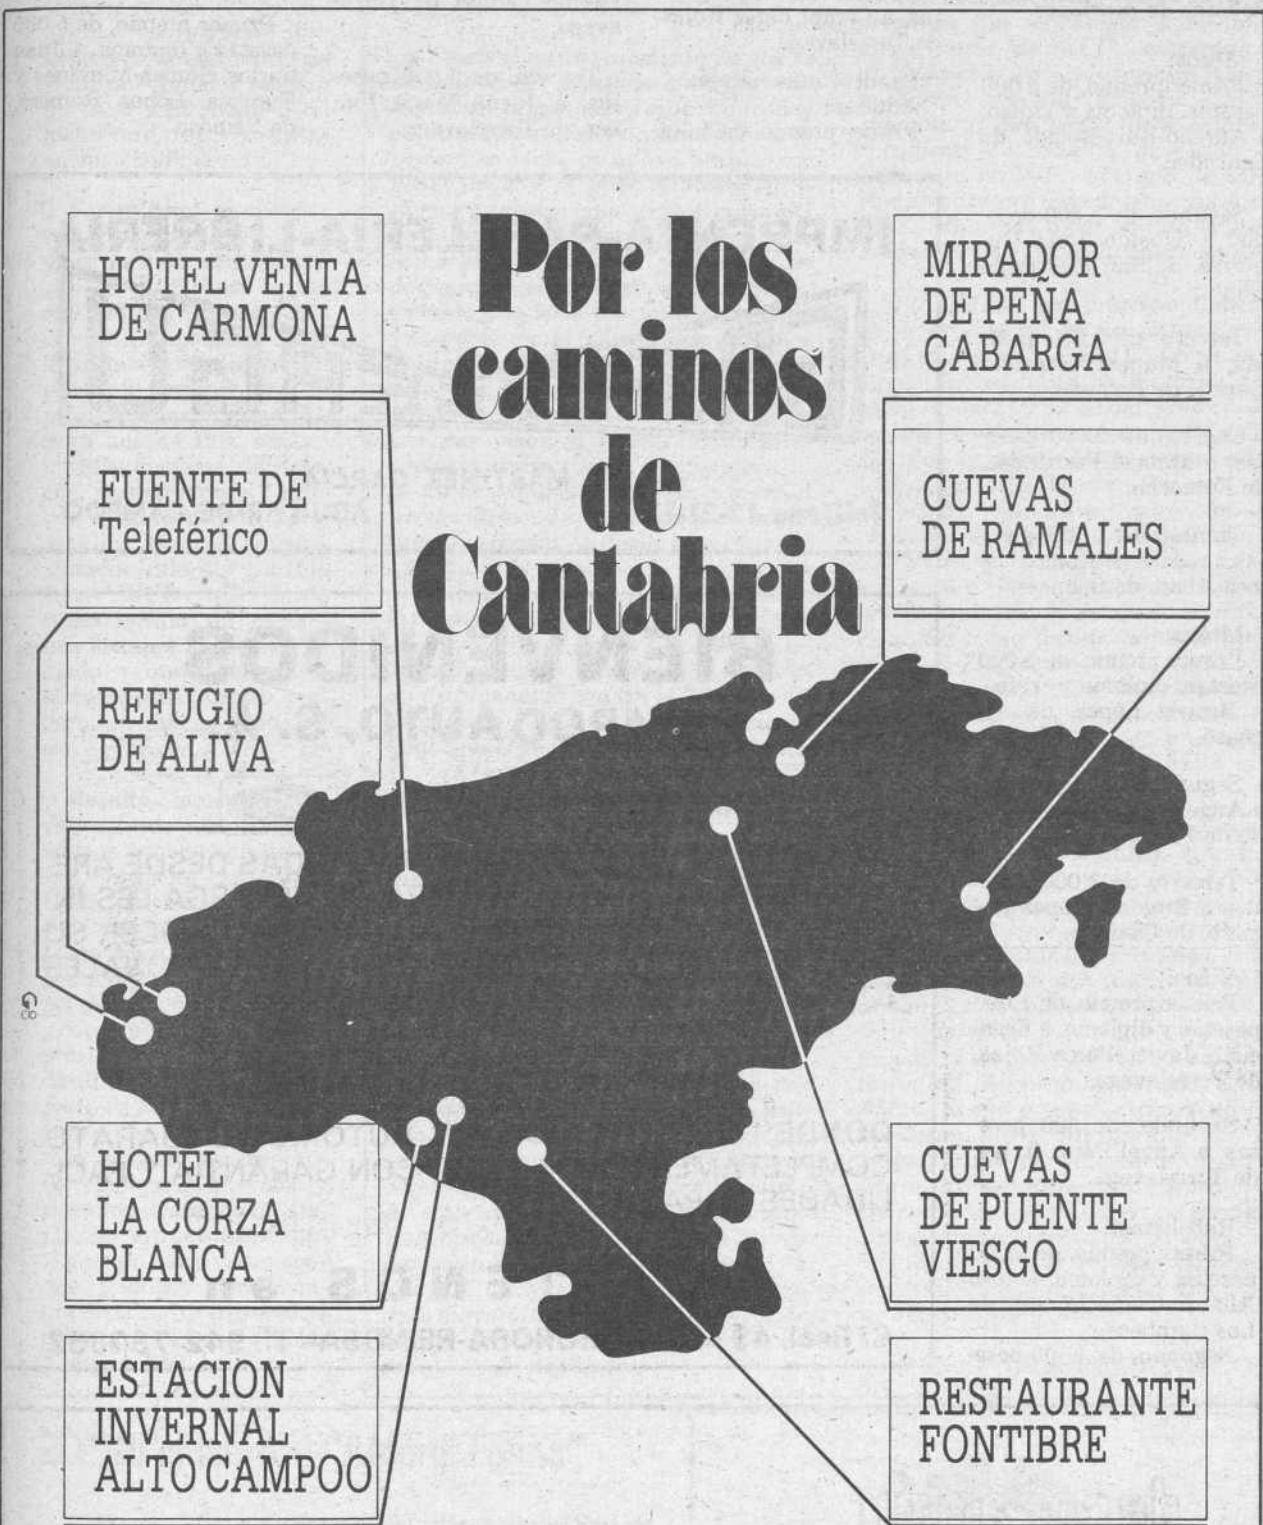 Por los
caminos
de
Cantabria
HOTEL VENTA
DE CARMONA
FUENTE DE
Teleférico
REFUGIO
DE ALIVA
HOTEL
LA CORZA
BLANCA
ESTACION
INVERNAL
ALTO CAMPOO
MIRADOR
DE PEÑA
CABARGA
CUEVAS
DE RAMALES
CUEVAS
DE PUENTE
VIESGO
RESTAURANTE
FONTIBRE